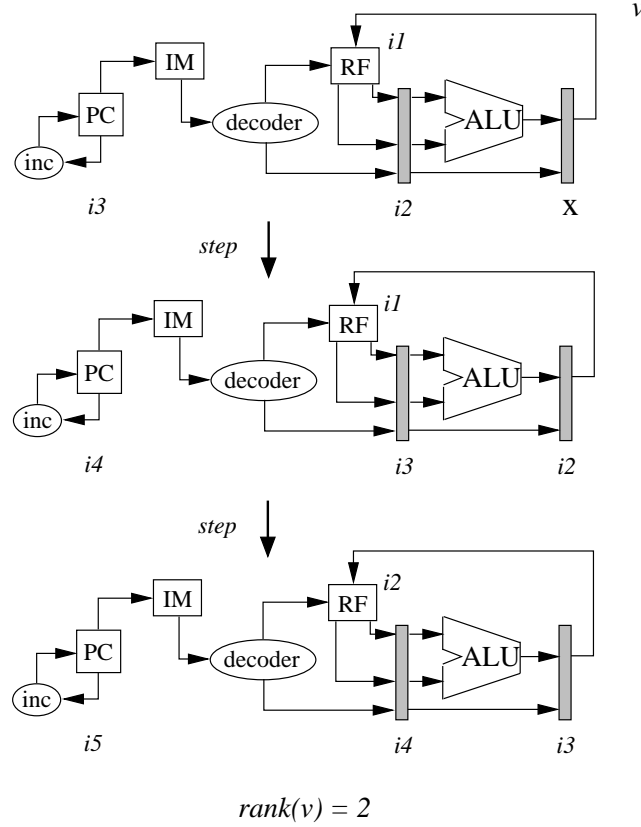 v
i1
IM
RF
PC
decoder
ALU
inc
i3
i2
X
step
i1
IM
RF
PC
decoder
ALU
inc
i4
i3
i2
step
i2
IM
RF
PC
decoder
ALU
inc
i5
i4
i3
rank(v) = 2